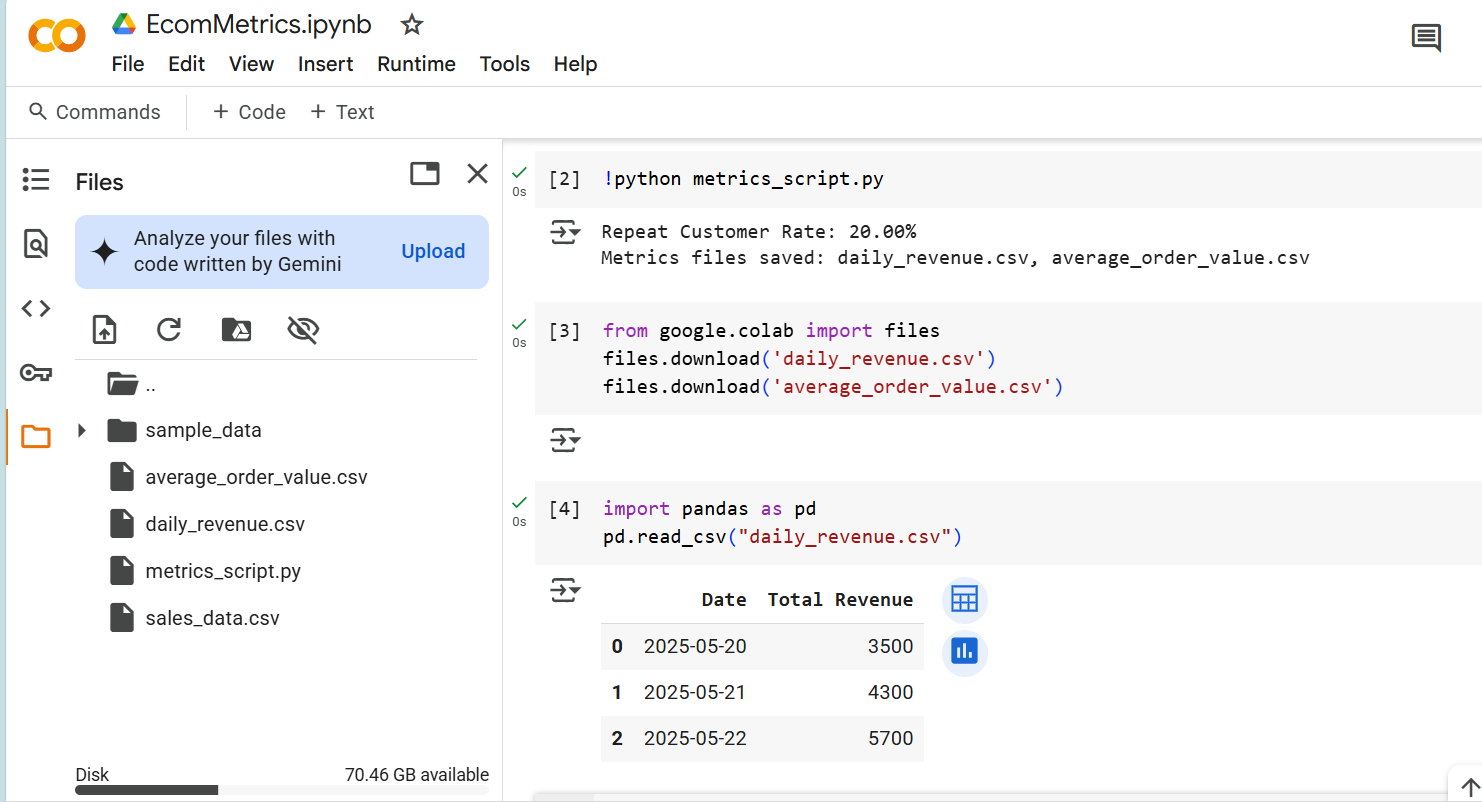 EcomMetrics.ipynb
File Edit View Insert Runtime Tools Help
Commands + Code + Text
Files
Analyze your files with
code written by Gemini
Upload
..
sample_data
average_order_value.csv
daily_revenue.csv
metrics_script.py
sales_data.csv
Disk 70.46 GB available
[2] !python metrics_script.py
0s
Repeat Customer Rate: 20.00%
Metrics files saved: daily_revenue.csv, average_order_value.csv
[3] from google.colab import files
0s
files.download('daily_revenue.csv')
files.download('average_order_value.csv')
[4] import pandas as pd
0s
pd.read_csv("daily_revenue.csv")
Date Total Revenue
0 2025-05-20 3500
1 2025-05-21 4300
2 2025-05-22 5700